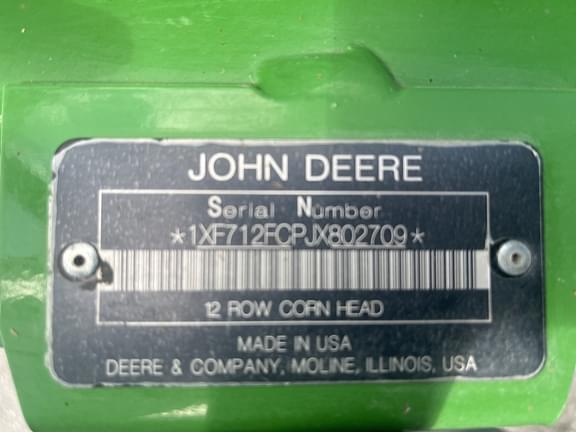 JOHN DEERE
Serial Number
*1XF712FCPJX802709*
12 ROW CORN HEAD
MADE IN USA
DEERE & COMPANY, MOLINE, ILLINOIS, USA